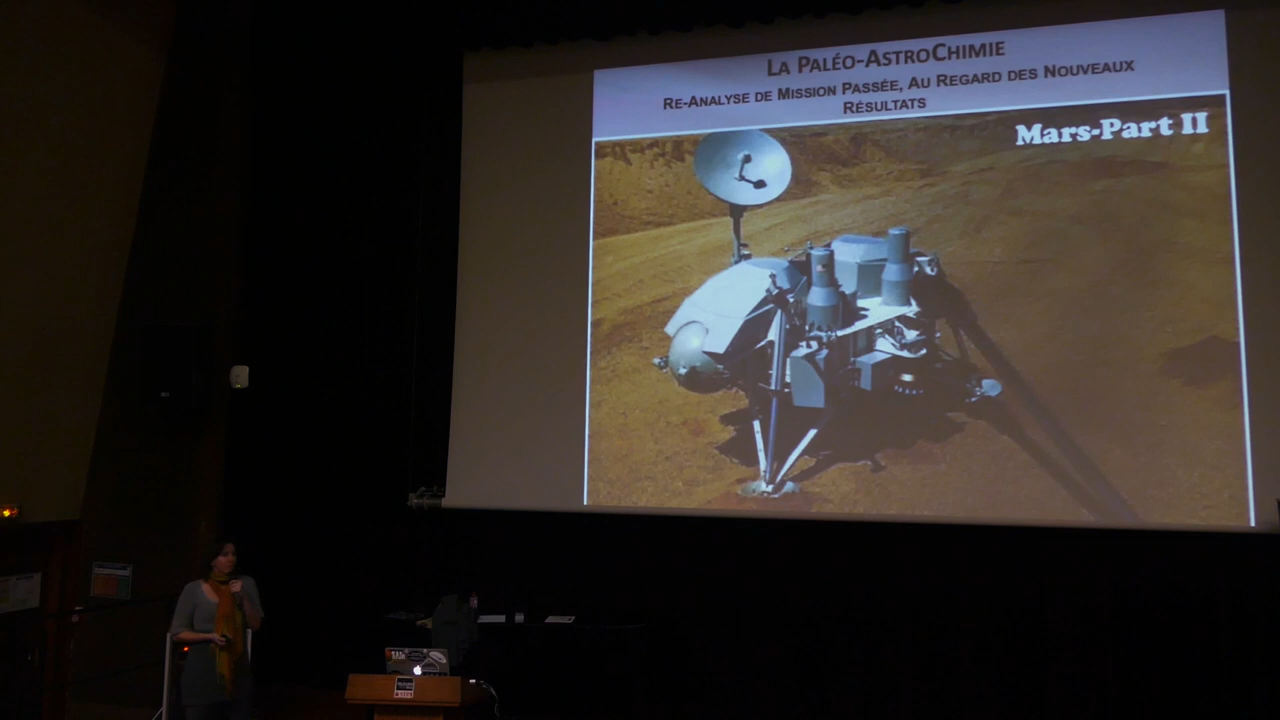 LA PALÉO-ASTROCHIMIE
RE-ANALYSE DE MISSION PASSÉE, AU REGARD DES NOUVEAUX
RÉSULTATS
Mars-Part II